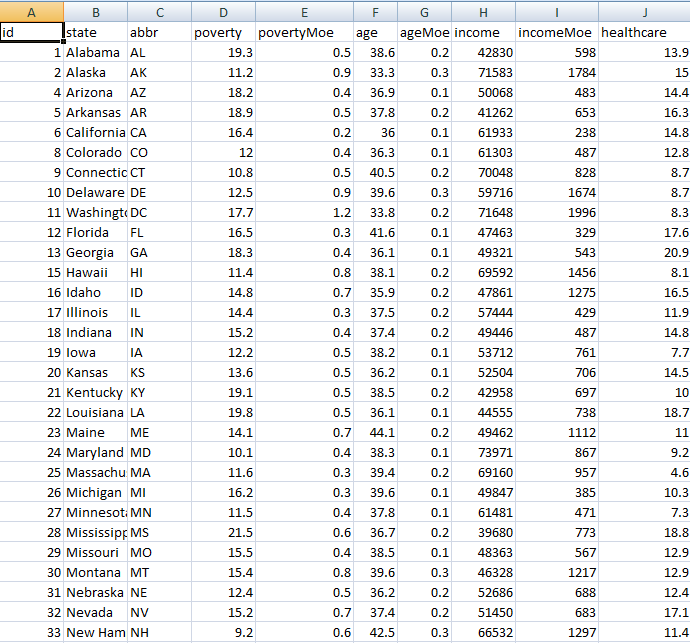 A B C D E F G H I J
id state abbr poverty povertyMoe age ageMoe income incomeMoe healthcare
1 Alabama AL 19.3 0.5 38.6 0.2 42830 598 13.9
2 Alaska AK 11.2 0.9 33.3 0.3 71583 1784 15
4 Arizona AZ 18.2 0.4 36.9 0.1 50068 483 14.4
5 Arkansas AR 18.9 0.5 37.8 0.2 41262 653 16.3
6 California CA 16.4 0.2 36 0.1 61933 238 14.8
8 Colorado CO 12 0.4 36.3 0.1 61303 487 12.8
9 Connectic CT 10.8 0.5 40.5 0.2 70048 828 8.7
10 Delaware DE 12.5 0.9 39.6 0.3 59716 1674 8.7
11 Washingt DC 17.7 1.2 33.8 0.2 71648 1996 8.3
12 Florida FL 16.5 0.3 41.6 0.1 47463 329 17.6
13 Georgia GA 18.3 0.4 36.1 0.1 49321 543 20.9
15 Hawaii HI 11.4 0.8 38.1 0.2 69592 1456 8.1
16 Idaho ID 14.8 0.7 35.9 0.2 47861 1275 16.5
17 Illinois IL 14.4 0.3 37.5 0.2 57444 429 11.9
18 Indiana IN 15.2 0.4 37.4 0.2 49446 487 14.8
19 Iowa IA 12.2 0.5 38.2 0.1 53712 761 7.7
20 Kansas KS 13.6 0.5 36.2 0.2 52504 706 14.5
21 Kentucky KY 19.1 0.5 38.5 0.2 42958 697 10
22 Louisiana LA 19.8 0.5 36.1 0.1 44555 738 18.7
23 Maine ME 14.1 0.7 44.1 0.2 49462 1112 11
24 Maryland MD 10.1 0.4 38.3 0.1 73971 867 9.2
25 Massachu MA 11.6 0.3 39.4 0.2 69160 957 4.6
26 Michigan MI 16.2 0.3 39.6 0.1 49847 385 10.3
27 Minnesota MN 11.5 0.4 37.8 0.1 61481 471 7.3
28 Mississipp MS 21.5 0.6 36.7 0.2 39680 773 18.8
29 Missouri MO 15.5 0.4 38.5 0.1 48363 567 12.9
30 Montana MT 15.4 0.8 39.6 0.3 46328 1217 12.9
31 Nebraska NE 12.4 0.5 36.2 0.2 52686 688 12.4
32 Nevada NV 15.2 0.7 37.4 0.2 51450 683 17.1
33 New Ham NH 9.2 0.6 42.5 0.3 66532 1297 11.4